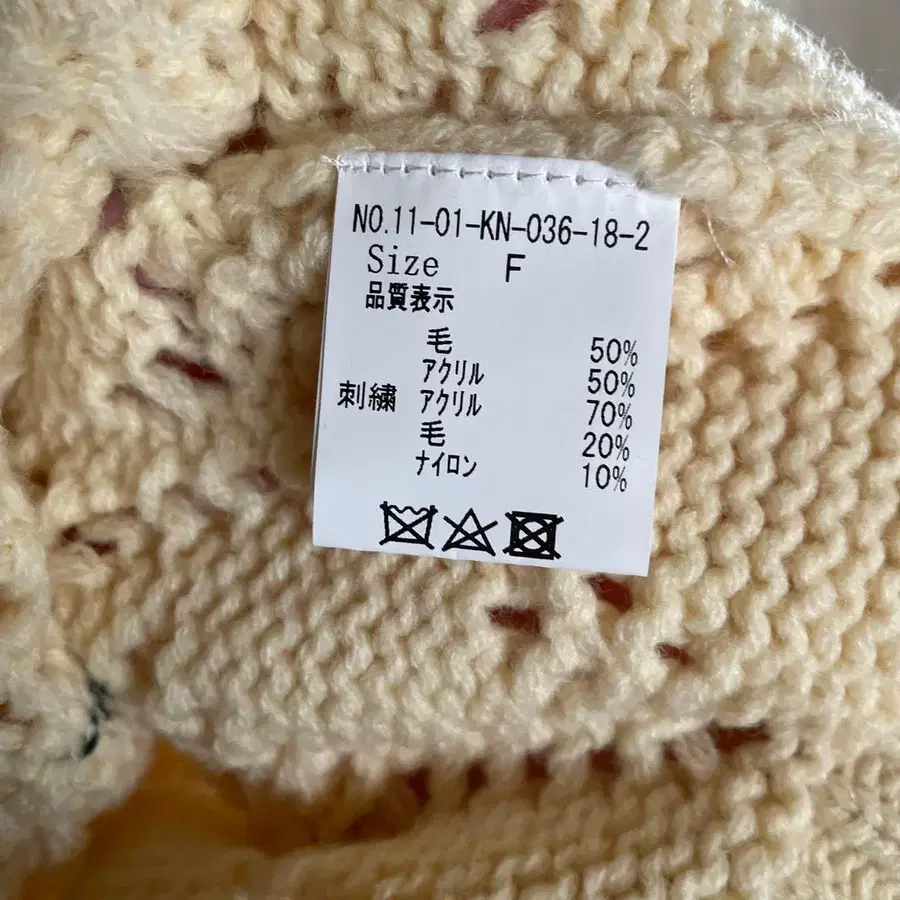 NO.11-01-KN-036-18-2
Size F
品質表示
毛 50%
アクリル 50%
刺繍 アクリル 70%
毛 20%
ナイロン 10%